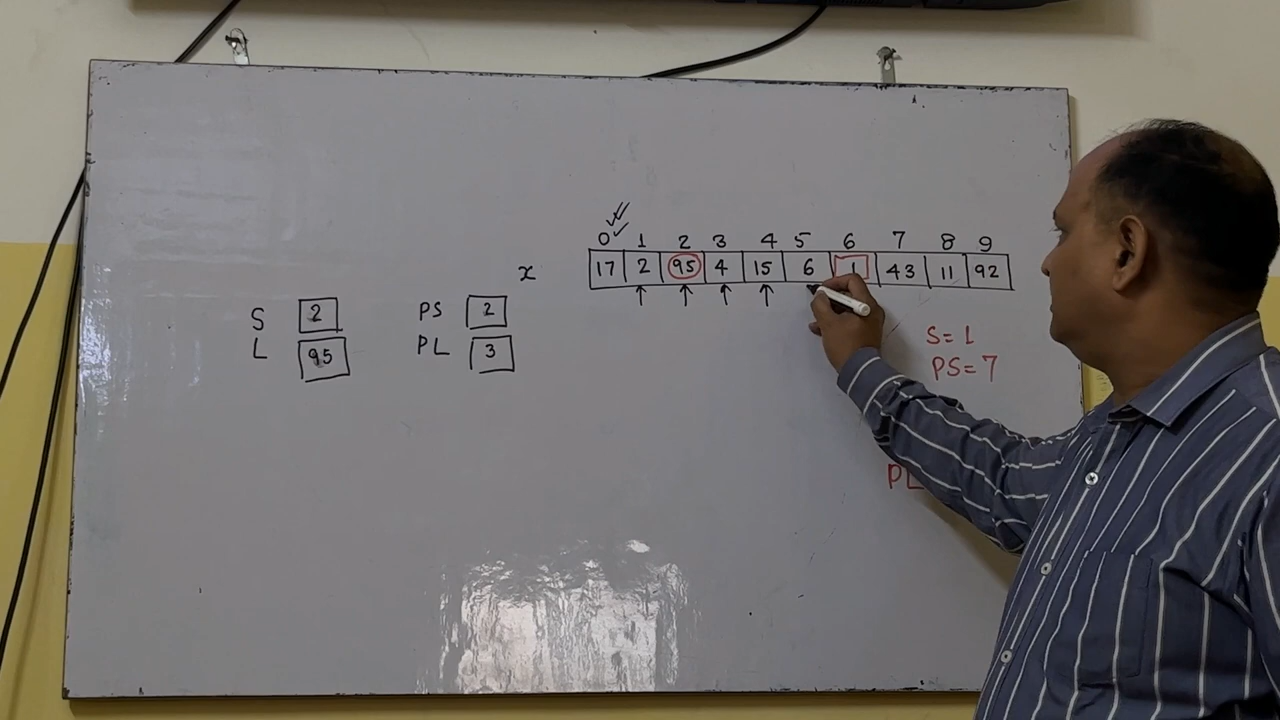 0 1 2 3 4 5 6 7 8 9
x 17 2 95 4 15 6 1 43 11 92
S 2 PS 2
L 95 PL 3
S = 1
PS = 7
PL